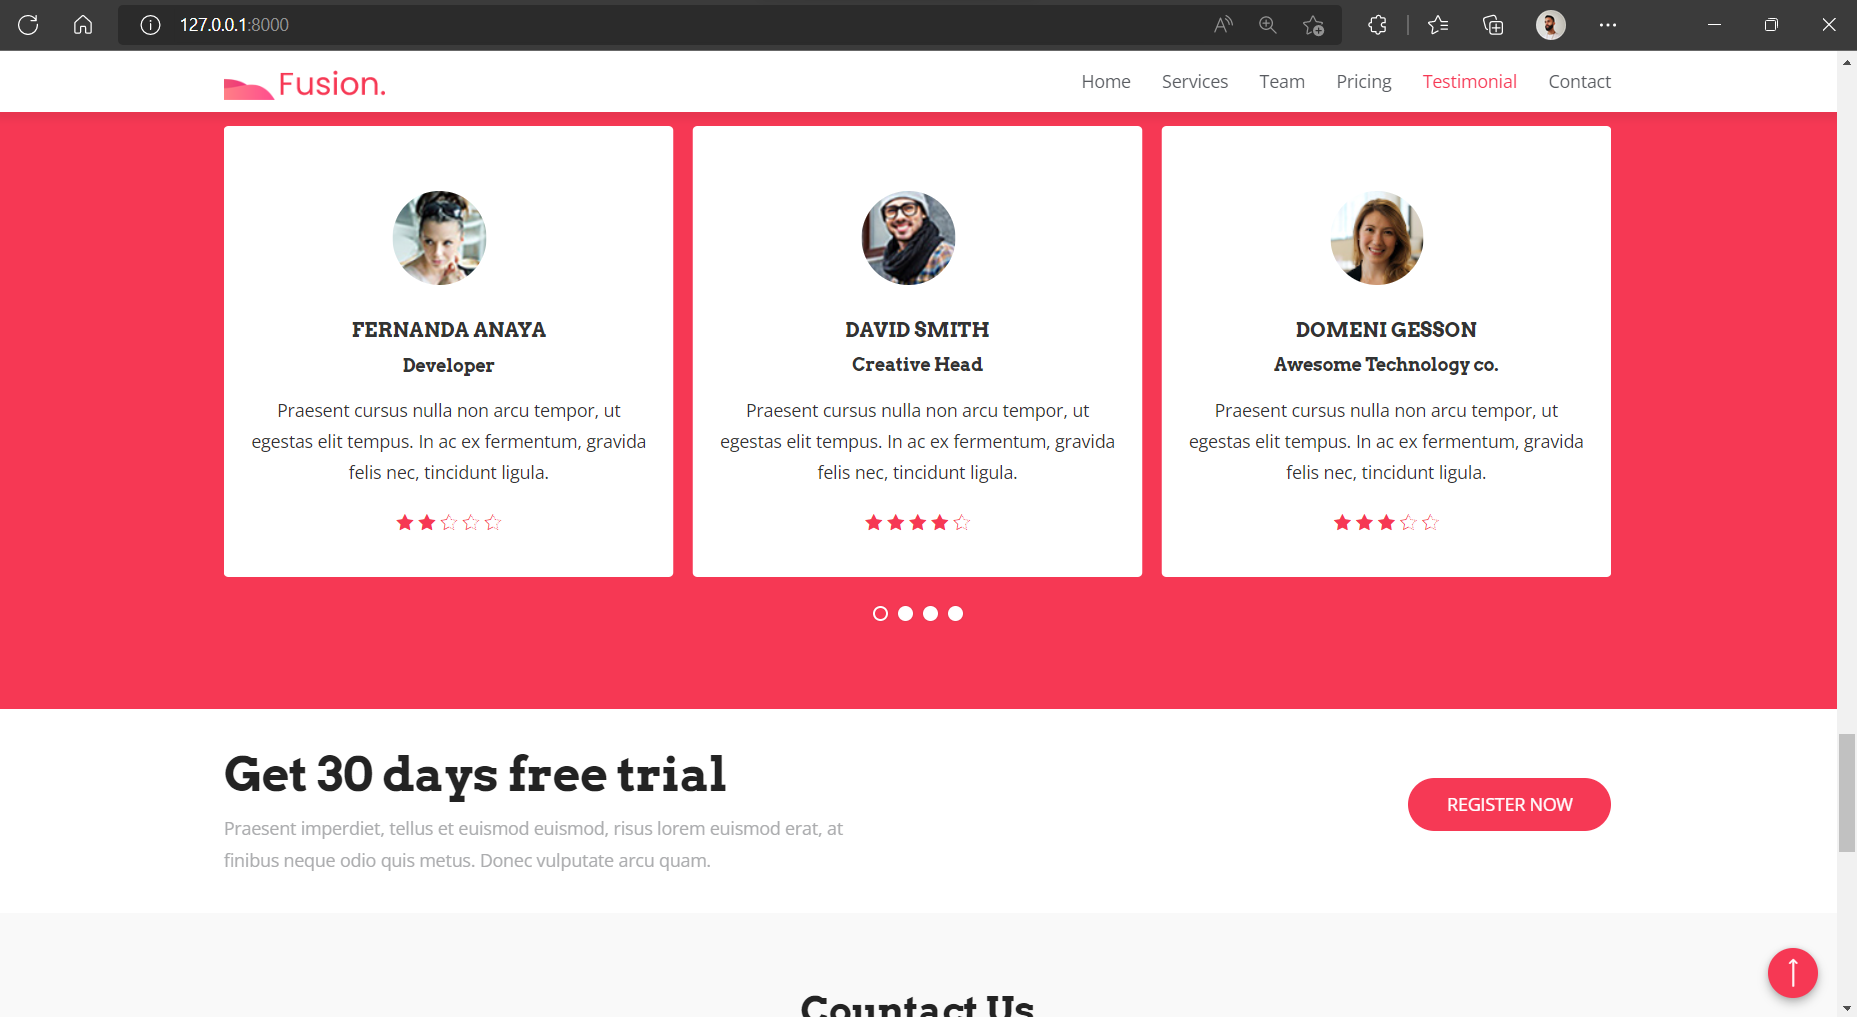 127.0.0.1:8000
Fusion.
Home Services Team Pricing Testimonial Contact
FERNANDA ANAYA
Developer
Praesent cursus nulla non arcu tempor, ut
egestas elit tempus. In ac ex fermentum, gravida
felis nec, tincidunt ligula.
DAVID SMITH
Creative Head
Praesent cursus nulla non arcu tempor, ut
egestas elit tempus. In ac ex fermentum, gravida
felis nec, tincidunt ligula.
DOMENI GESSON
Awesome Technology co.
Praesent cursus nulla non arcu tempor, ut
egestas elit tempus. In ac ex fermentum, gravida
felis nec, tincidunt ligula.
Get 30 days free trial
Praesent imperdiet, tellus et euismod euismod, risus lorem euismod erat, at
finibus neque odio quis metus. Donec vulputate arcu quam.
REGISTER NOW
Countact Us